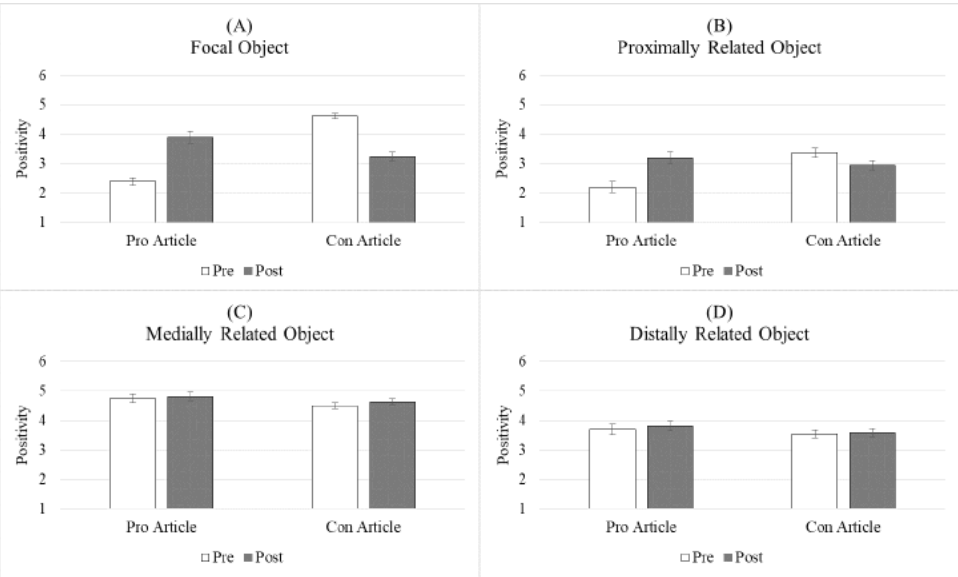 (A)
Focal Object
Positivity
6
5
4
3
2
1
Pro Article Con Article
Pre Post
(B)
Proximally Related Object
Positivity
6
5
4
3
2
1
Pro Article Con Article
Pre Post
(C)
Medially Related Object
Positivity
6
5
4
3
2
1
Pro Article Con Article
Pre Post
(D)
Distally Related Object
Positivity
6
5
4
3
2
1
Pro Article Con Article
Pre Post